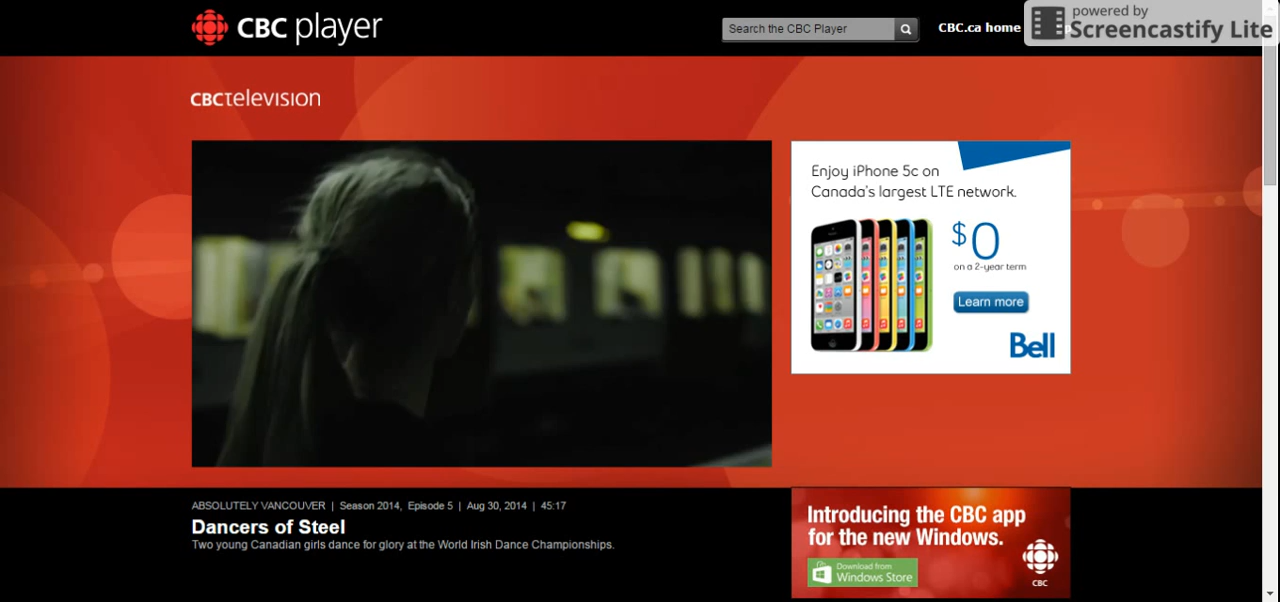 CBC player
Search the CBC Player
CBC.ca home
powered by
Screencastify Lite
CBCtelevision
Enjoy iPhone 5c on
Canada's largest LTE network.
$0
on a 2-year term
Learn more
Bell
ABSOLUTELY VANCOUVER | Season 2014, Episode 5 | Aug 30, 2014 | 45:17
Dancers of Steel
Two young Canadian girls dance for glory at the World Irish Dance Championships.
Introducing the CBC app
for the new Windows.
Download from
Windows Store
CBC